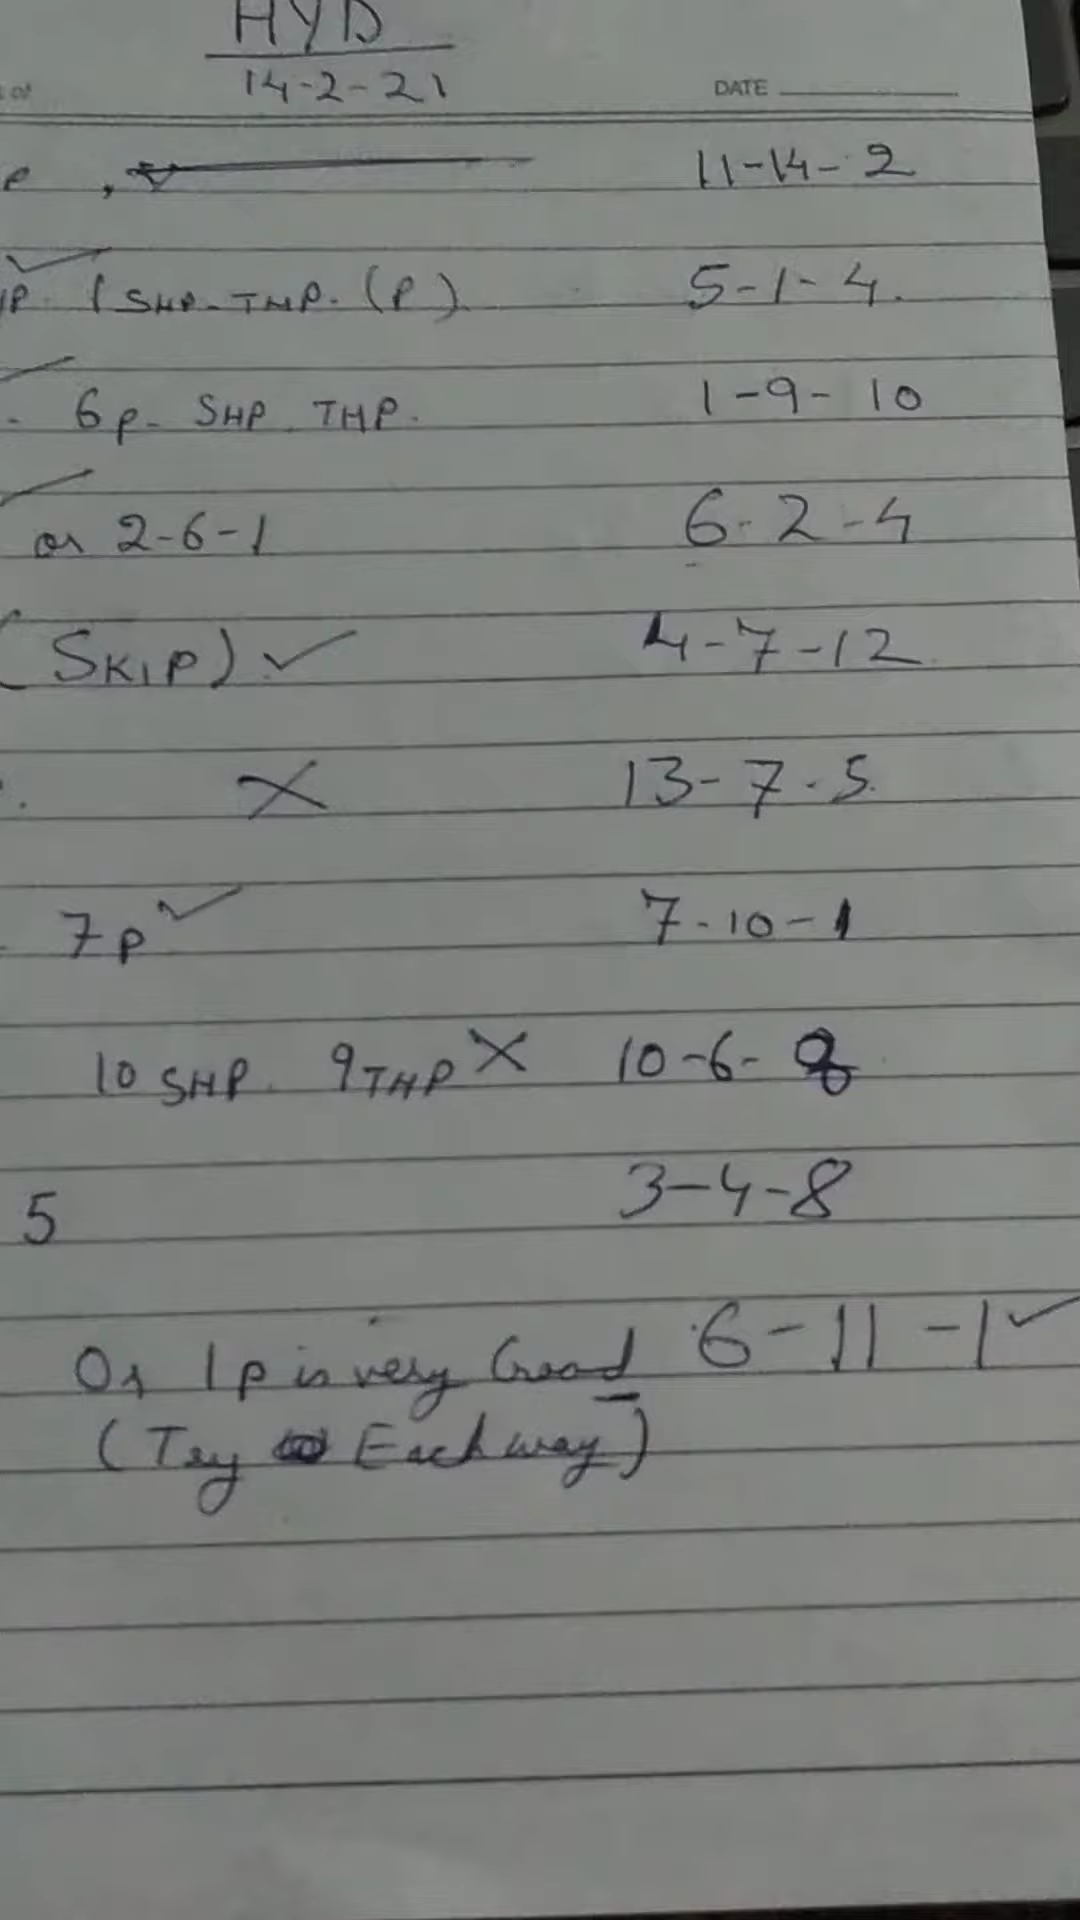 HYD
14-2-21
DATE
11-14-2
(SHP-THP.(P) 5-1-4.
6P- SHP THP. 1-9-10
or 2-6-1 6-2-4
(SKIP) 4-7-12
13-7-5.
7P 7-10-1
10 SHP. 9 THP 10-6-
5 3-4-8
Or 1p is very Good 6-11-1
(Try Each way)